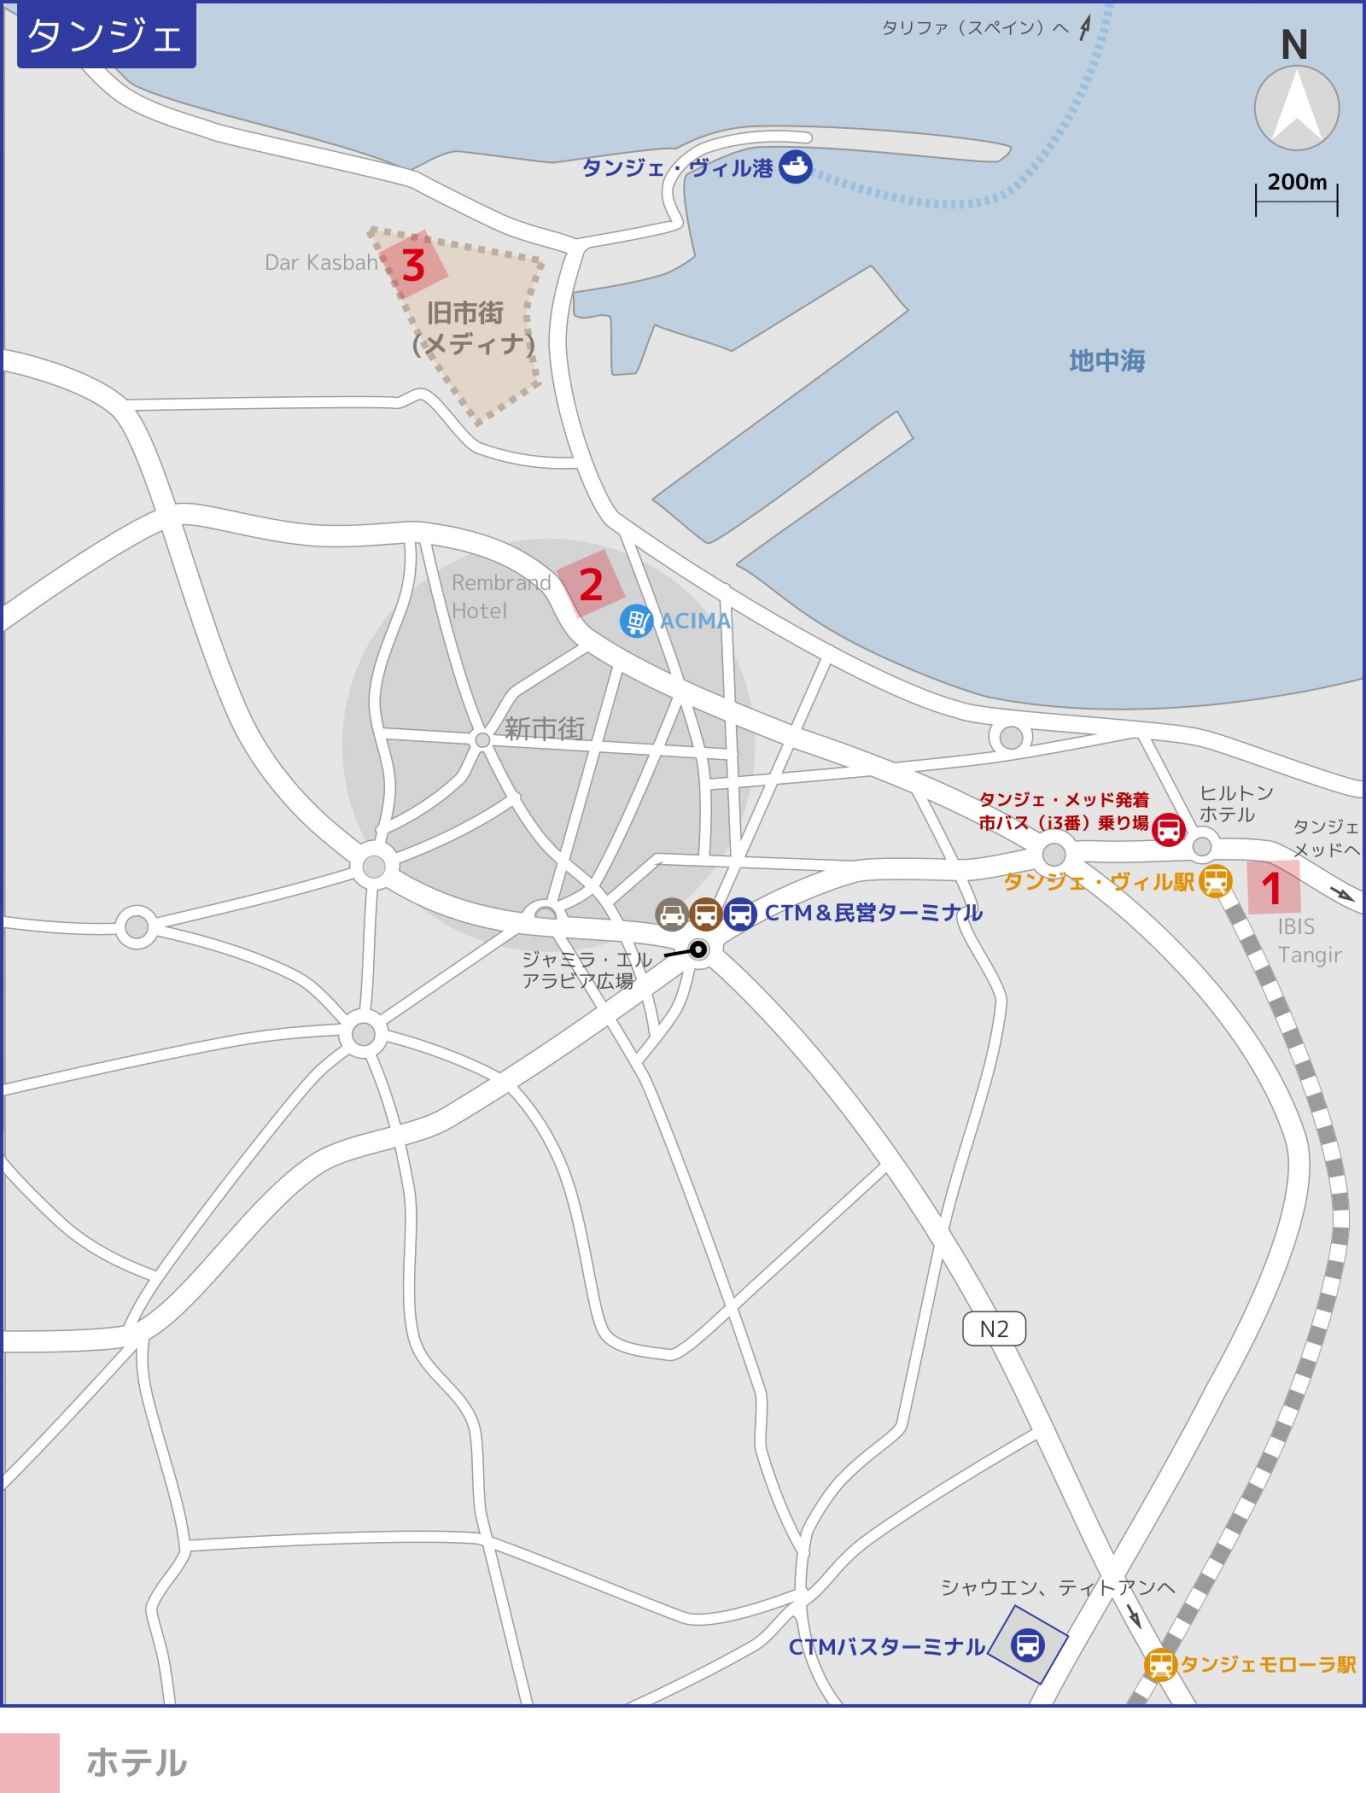 タンジェ
タリファ（スペイン）へ
N
200m
タンジェ・ヴィル港
Dar Kasbah
3
旧市街
(メディナ)
地中海
Rembrand
Hotel
2
ACIMA
新市街
タンジェ・メッド発着
市バス（i3番）乗り場
ヒルトン
ホテル
タンジェ
メッドへ
タンジェ・ヴィル駅
1
IBIS
Tangir
CTM＆民営ターミナル
ジャミラ・エル
アラビア広場
N2
シャウエン、ティトアンへ
CTMバスターミナル
タンジェモローラ駅
ホテル